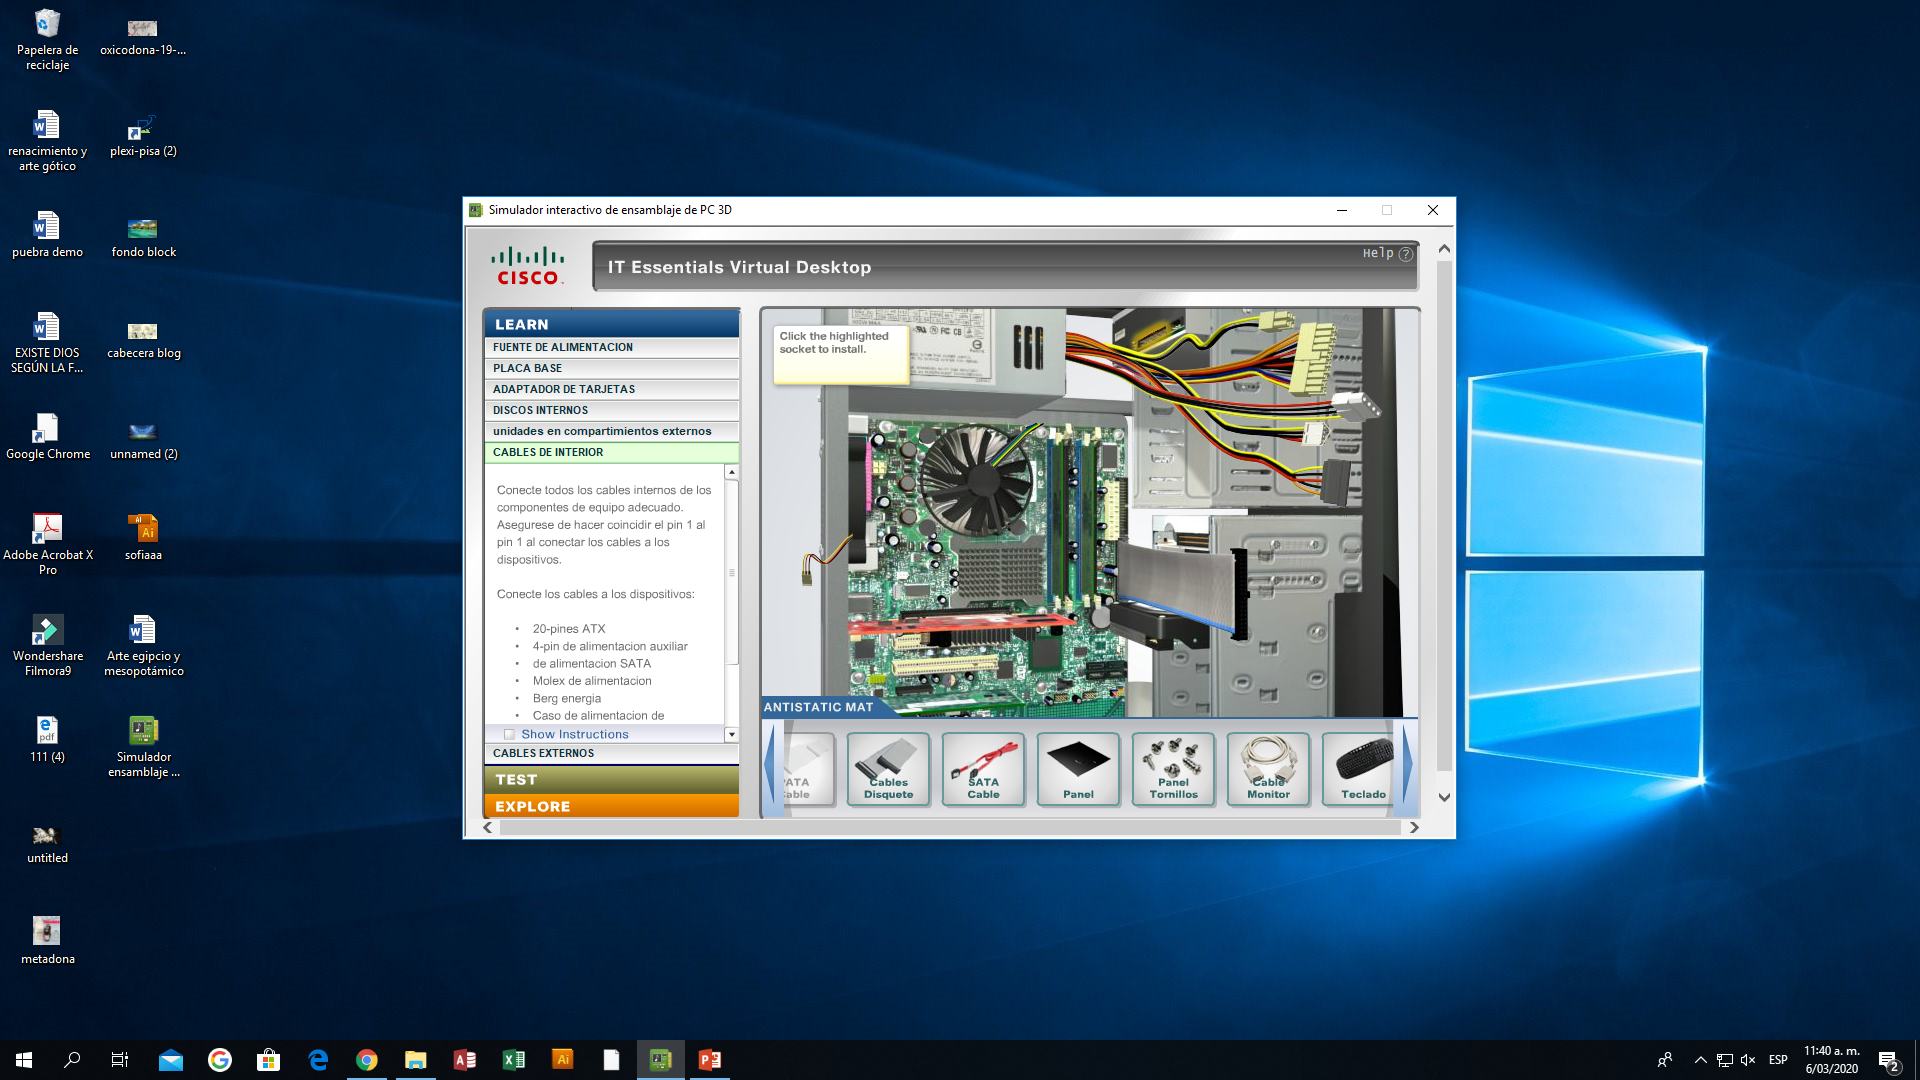 Papelera de
reciclaje
oxicodona-19-...
renacimiento y
arte gótico
plexi-pisa (2)
puebra demo
fondo block
EXISTE DIOS
SEGÚN LA F...
cabecera blog
Google Chrome
unnamed (2)
Adobe Acrobat X
Pro
sofiaaa
Wondershare
Filmora9
Arte egipcio y
mesopotámico
111 (4)
Simulador
ensamblaje ...
untitled
metadona
Simulador interactivo de ensamblaje de PC 3D
CISCO
IT Essentials Virtual Desktop
Help ?
LEARN
FUENTE DE ALIMENTACION
PLACA BASE
ADAPTADOR DE TARJETAS
DISCOS INTERNOS
unidades en compartimientos externos
CABLES DE INTERIOR
Conecte todos los cables internos de los
componentes de equipo adecuado.
Asegurese de hacer coincidir el pin 1 al
pin 1 al conectar los cables a los
dispositivos.
Conecte los cables a los dispositivos:
• 20-pines ATX
• 4-pin de alimentacion auxiliar
• de alimentacion SATA
• Molex de alimentacion
• Berg energia
• Caso de alimentacion de
Show Instructions
CABLES EXTERNOS
TEST
EXPLORE
Click the highlighted
socket to install.
ANTISTATIC MAT
Cables
Disquete
SATA
Cable
Panel
Panel
Tornillos
Cable
Monitor
Teclado
ESP
11:40 a. m.
6/03/2020
2